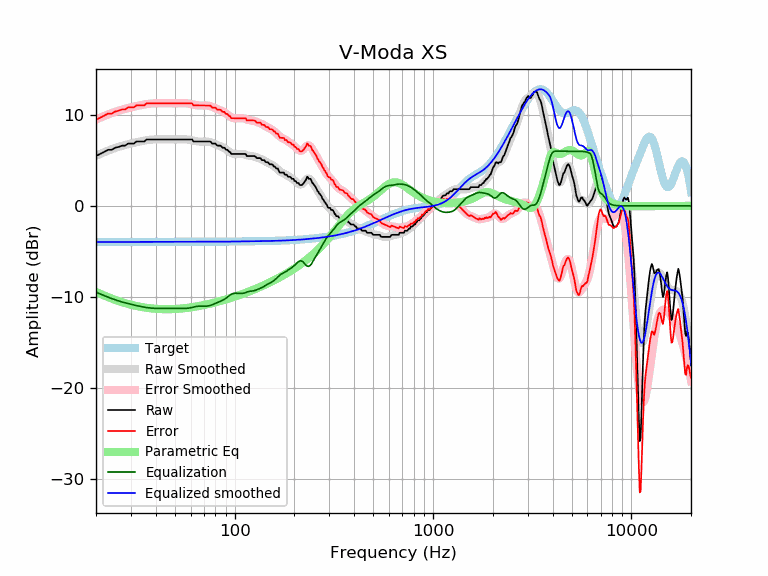 V-Moda XS
Amplitude (dBr)
10
0
−10
−20
−30
Target
Raw Smoothed
Error Smoothed
Raw
Error
Parametric Eq
Equalization
Equalized smoothed
100
1000
10000
Frequency (Hz)